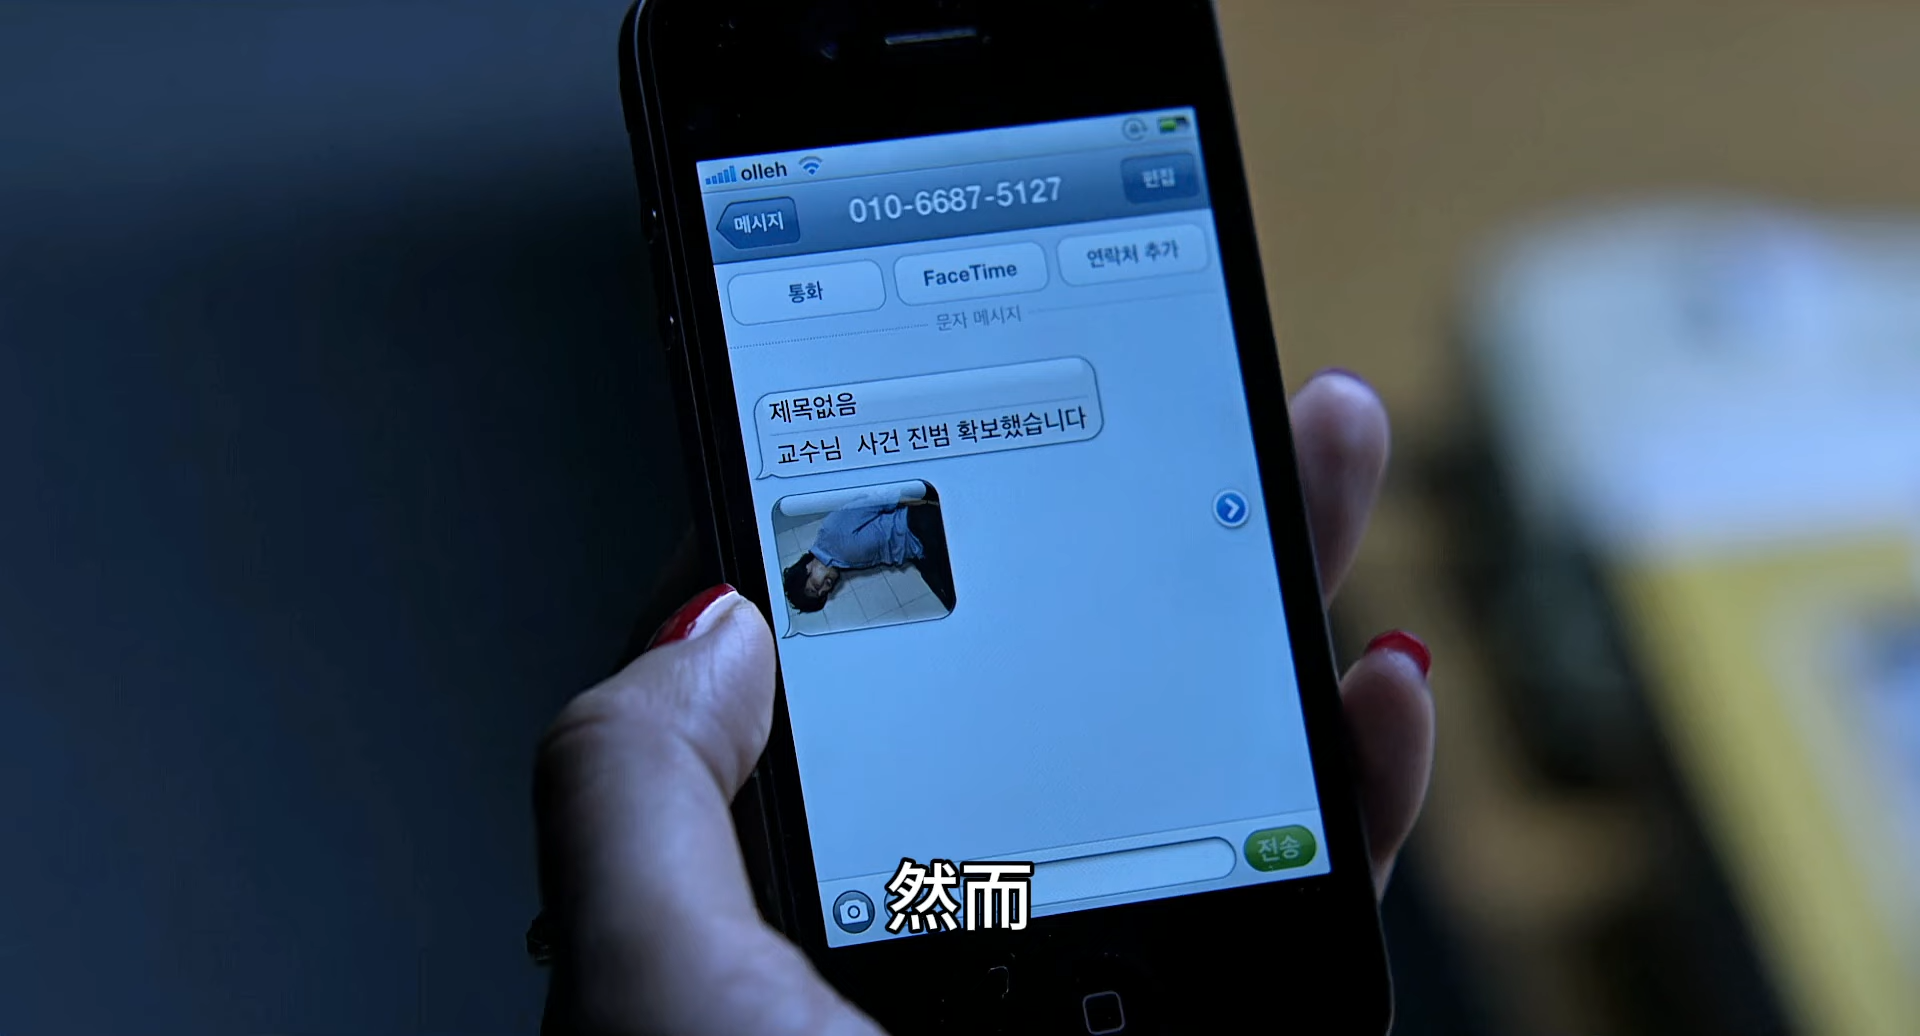 olleh
메시지
010-6687-5127
편집
통화
FaceTime
연락처 추가
문자 메시지
제목없음
교수님 사건 진범 확보했습니다
전송
然而